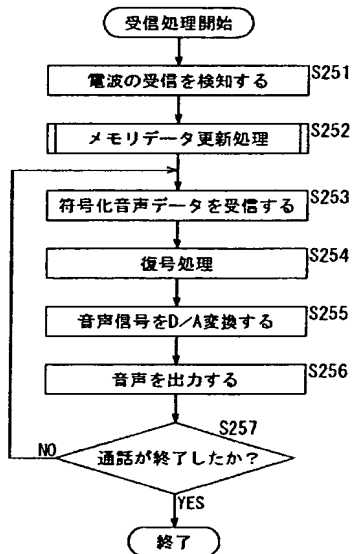 受信処理開始
電波の受信を検知する S251
メモリデータ更新処理 S252
符号化音声データを受信する S253
復号処理 S254
音声信号をD/A変換する S255
音声を出力する S256
S257
NO 通話が終了したか?
YES
終了